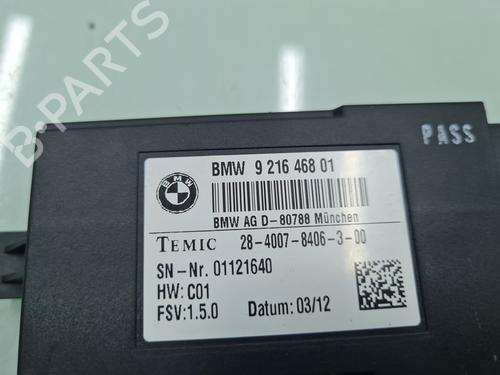 B-PARTS
PASS
BMW
BMW 9 216 468 01
BMW AG D-80788 München
TEMIC 28-4007-8406-3-00
SN-Nr. 01121640
HW: C01
FSV:1.5.0 Datum: 03/12